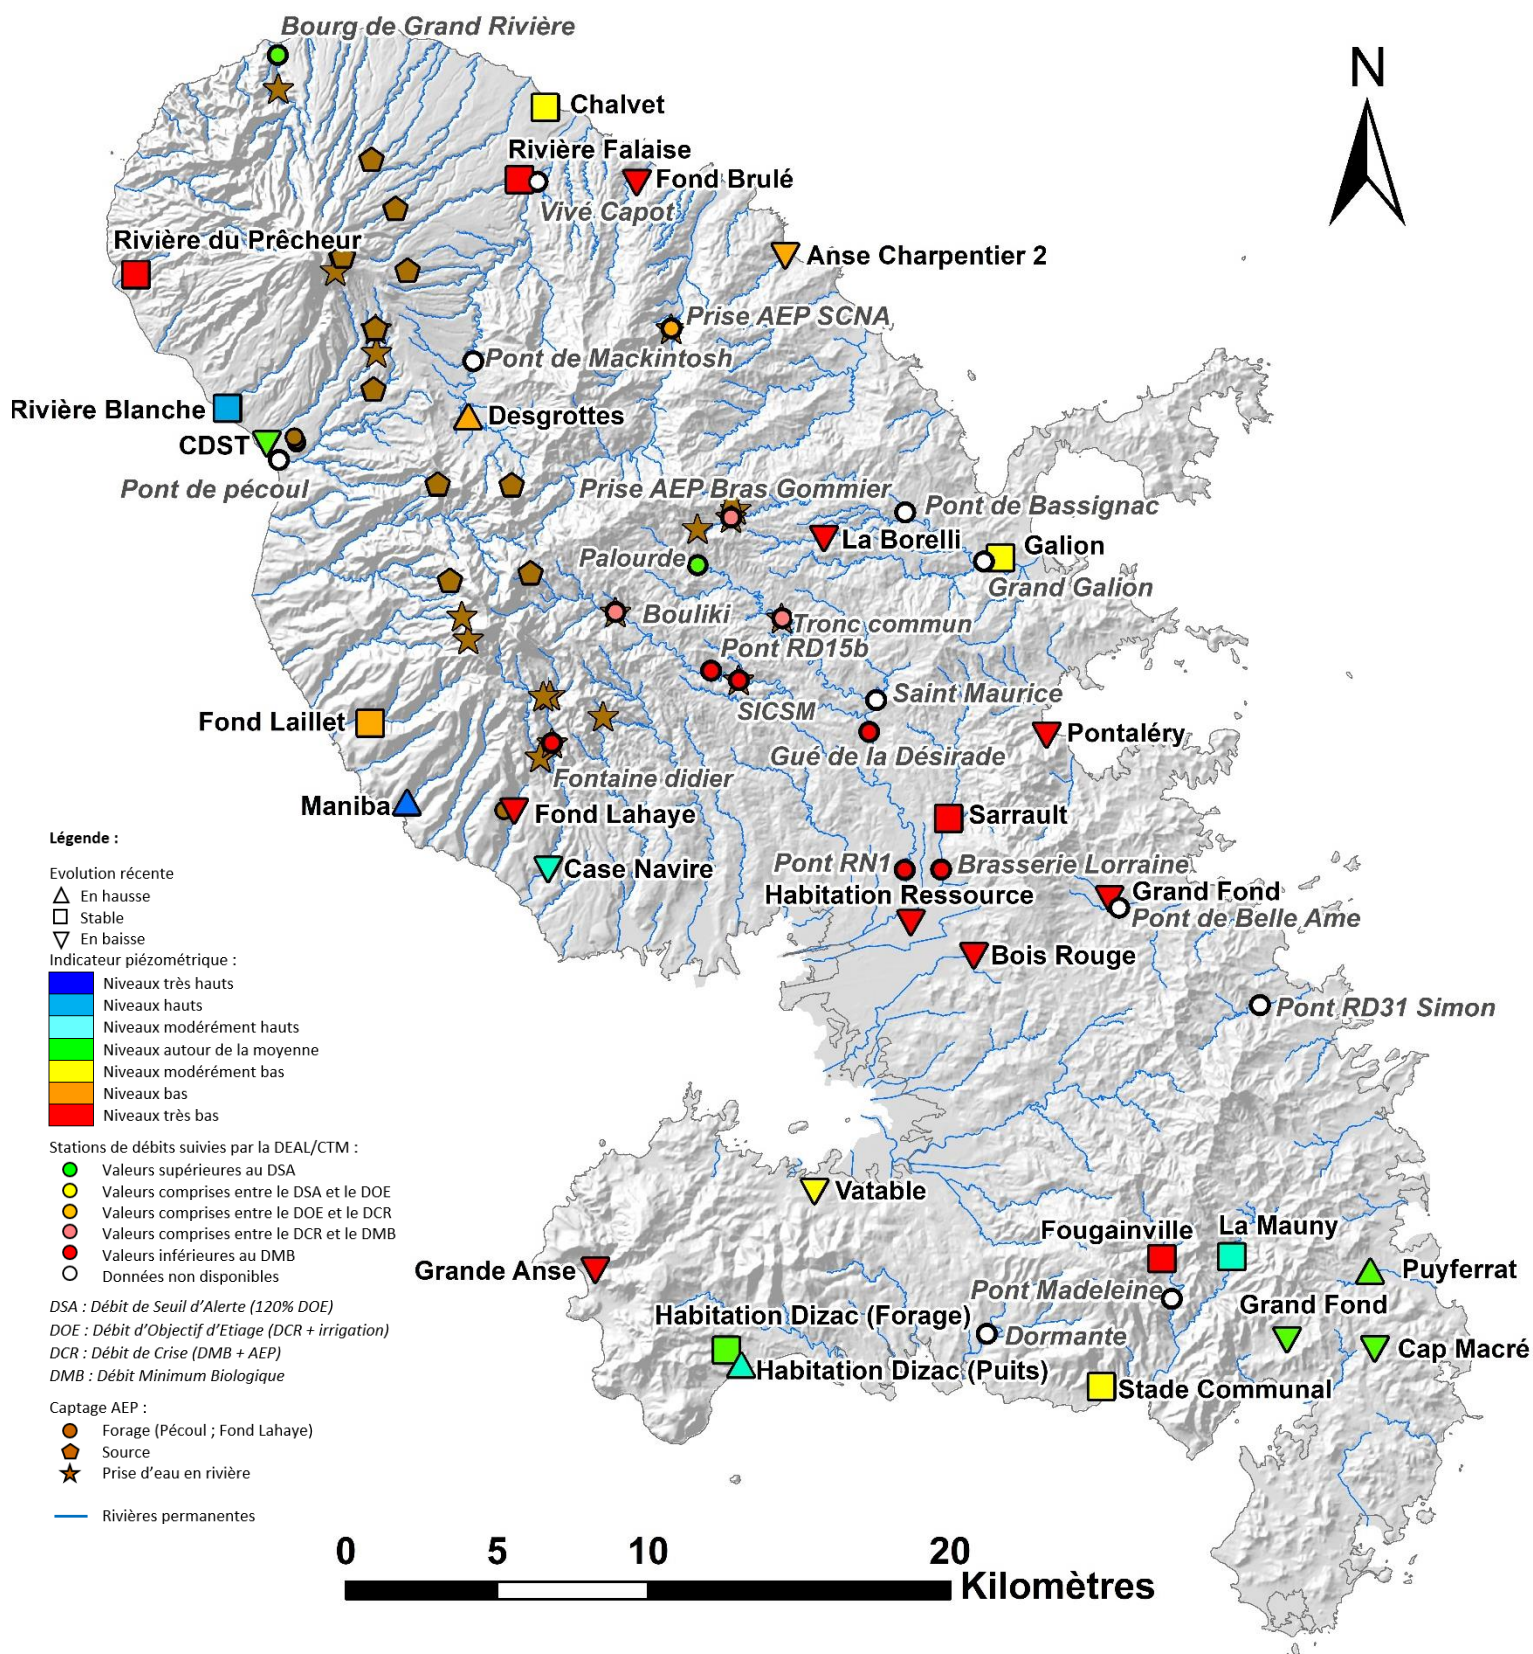 Bourg de Grand Rivière
N
Chalvet
Rivière Falaise
Fond Brulé
Vivé Capot
Rivière du Prêcheur
Anse Charpentier 2
Prise AEP SCNA
Pont de Mackintosh
Rivière Blanche
Desgrottes
CDST
Pont de pécoul
Prise AEP Bras Gommier
Pont de Bassignac
La Borelli
Galion
Palourde
Grand Galion
Bouliki
Tronc commun
Pont RD15b
Saint Maurice
SICSM
Fond Laillet
Pontaléry
Gué de la Désirade
Fontaine didier
Maniba
Fond Lahaye
Sarrault
Case Navire
Pont RN1
Brasserie Lorraine
Habitation Ressource
Grand Fond
Pont de Belle Ame
Bois Rouge
Pont RD31 Simon
Vatable
Fougainville
La Mauny
Grande Anse
Puyferrat
Pont Madeleine
Grand Fond
Habitation Dizac (Forage)
Dormante
Cap Macré
Habitation Dizac (Puits)
Stade Communal
Légende :
Evolution récente
En hausse
Stable
En baisse
Indicateur piézométrique :
Niveaux très hauts
Niveaux hauts
Niveaux modérément hauts
Niveaux autour de la moyenne
Niveaux modérément bas
Niveaux bas
Niveaux très bas
Stations de débits suivies par la DEAL/CTM :
Valeurs supérieures au DSA
Valeurs comprises entre le DSA et le DOE
Valeurs comprises entre le DOE et le DCR
Valeurs comprises entre le DCR et le DMB
Valeurs inférieures au DMB
Données non disponibles
DSA : Débit de Seuil d'Alerte (120% DOE)
DOE : Débit d'Objectif d'Etiage (DCR + irrigation)
DCR : Débit de Crise (DMB + AEP)
DMB : Débit Minimum Biologique
Captage AEP :
Forage (Pécoul ; Fond Lahaye)
Source
Prise d'eau en rivière
Rivières permanentes
0 5 10 20
Kilomètres